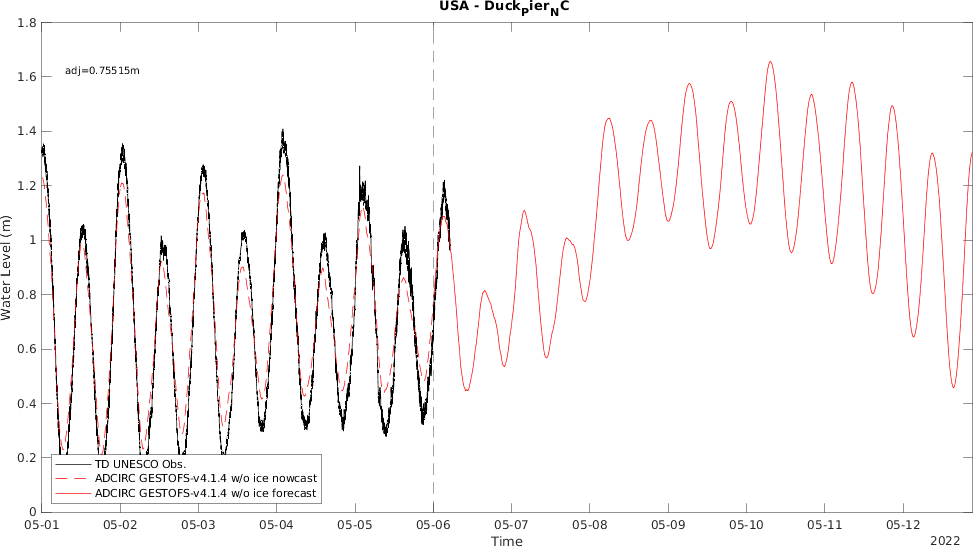 USA - DuckPierNC
1.8
1.6
1.4
1.2
1
0.8
0.6
0.4
0.2
0
Water Level (m)
adj=0.75515m
TD UNESCO Obs.
ADCIRC GESTOFS-v4.1.4 w/o ice nowcast
ADCIRC GESTOFS-v4.1.4 w/o ice forecast
05-01 05-02 05-03 05-04 05-05 05-06 05-07 05-08 05-09 05-10 05-11 05-12
Time
2022